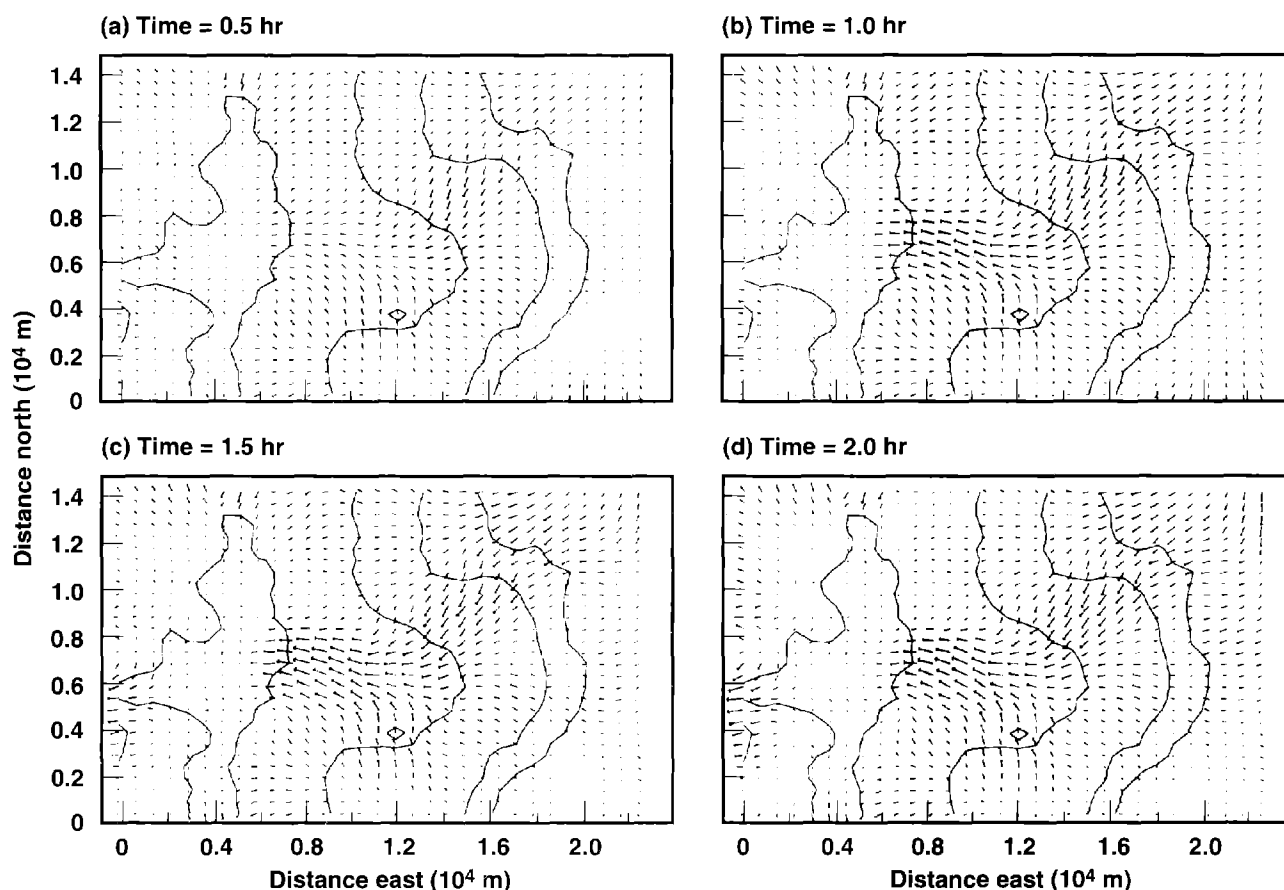 (a) Time = 0.5 hr
(b) Time = 1.0 hr
1.4
1.2
1.0
0.8
0.6
0.4
0.2
0
(c) Time = 1.5 hr
(d) Time = 2.0 hr
1.4
1.2
1.0
0.8
0.6
0.4
0.2
0
Distance north (10⁴ m)
0 0.4 0.8 1.2 1.6 2.0
0 0.4 0.8 1.2 1.6 2.0
Distance east (10⁴ m)
Distance east (10⁴ m)